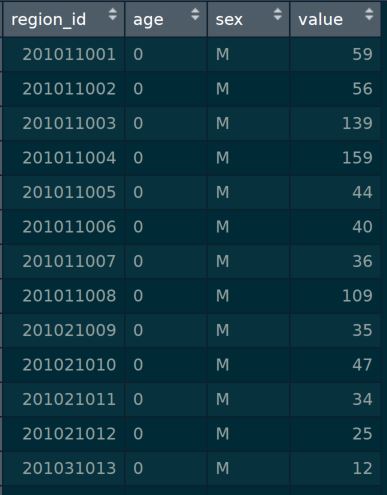 region_id age sex value
201011001 0 M 59
201011002 0 M 56
201011003 0 M 139
201011004 0 M 159
201011005 0 M 44
201011006 0 M 40
201011007 0 M 36
201011008 0 M 109
201021009 0 M 35
201021010 0 M 47
201021011 0 M 34
201021012 0 M 25
201031013 0 M 12